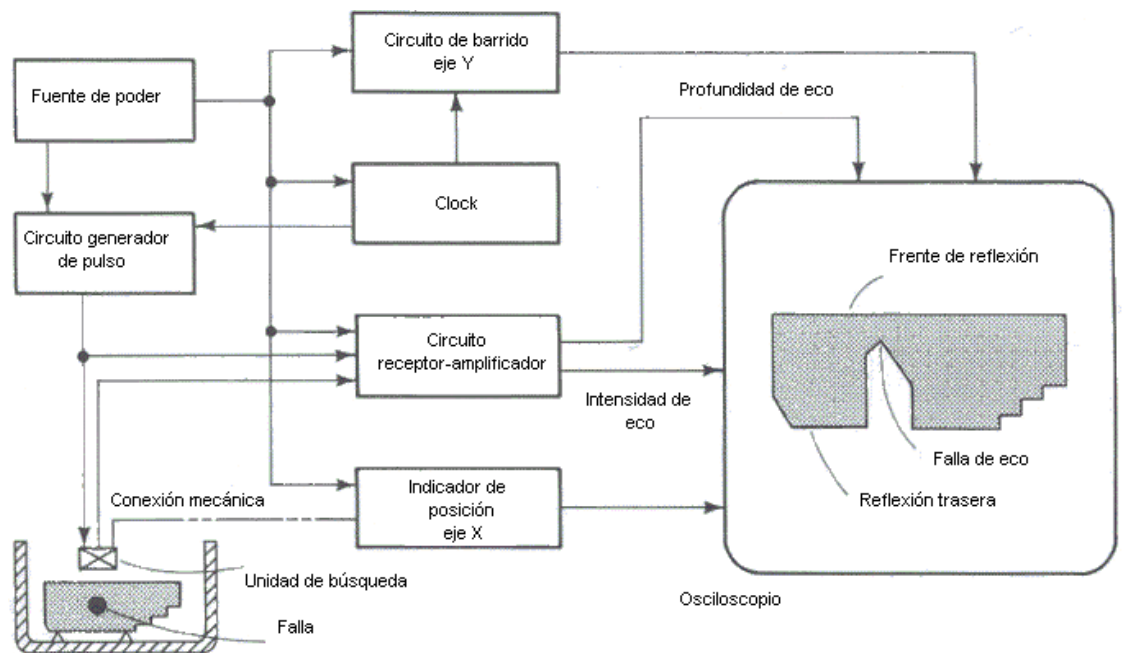 Circuito de barrido
eje Y
Fuente de poder
Profundidad de eco
Clock
Circuito generador
de pulso
Frente de reflexión
Circuito
receptor-amplificador
Intensidad de
eco
Falla de eco
Reflexión trasera
Conexión mecánica
Indicador de
posición
eje X
Unidad de búsqueda
Osciloscopio
Falla